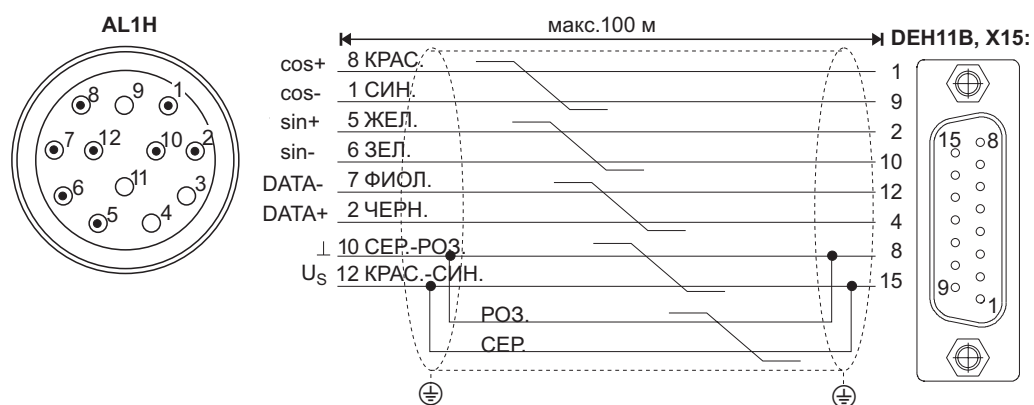 AL1H
макс.100 м
DEH11B, X15:
cos+ 8 КРАС. 1
cos- 1 СИН. 9
sin+ 5 ЖЕЛ. 2
sin- 6 ЗЕЛ. 10
DATA- 7 ФИОЛ. 12
DATA+ 2 ЧЕРН. 4
⊥ 10 СЕР.-РОЗ. 8
US 12 КРАС.-СИН. 15
РОЗ.
СЕР.
8 9 1
7 12 10 2
11
6 3
5 4
15 8
9 1